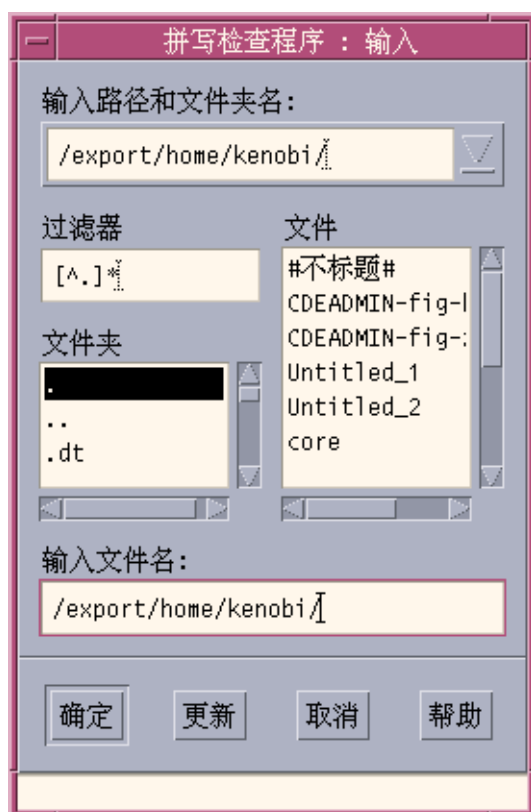 拼写检查程序 : 输入
输入路径和文件夹名:
/export/home/kenobi/
过滤器
[^.]*
文件夹
.
..
.dt
文件
#不标题#
CDEADMIN-fig-
CDEADMIN-fig-
Untitled_1
Untitled_2
core
输入文件名:
/export/home/kenobi/
确定 更新 取消 帮助